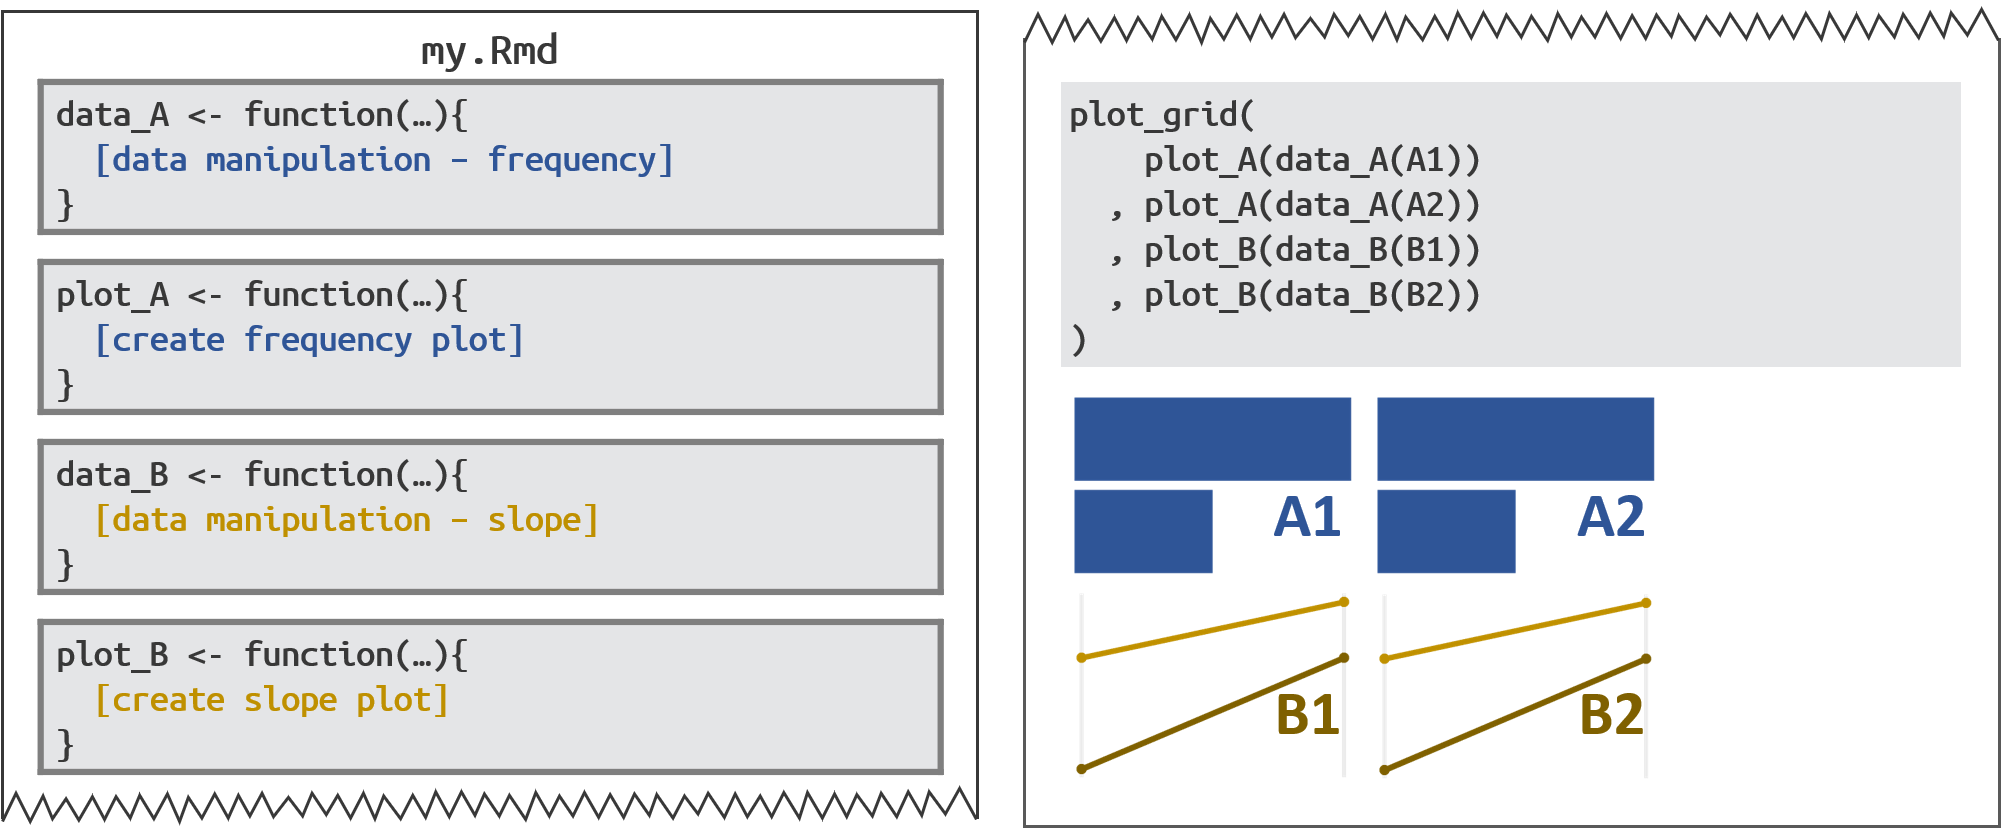 my.Rmd
data_A <- function(…){
  [data manipulation – frequency]
}
plot_A <- function(…){
  [create frequency plot]
}
data_B <- function(…){
  [data manipulation – slope]
}
plot_B <- function(…){
  [create slope plot]
}
plot_grid(
    plot_A(data_A(A1))
  , plot_A(data_A(A2))
  , plot_B(data_B(B1))
  , plot_B(data_B(B2))
)
A1
A2
B1
B2